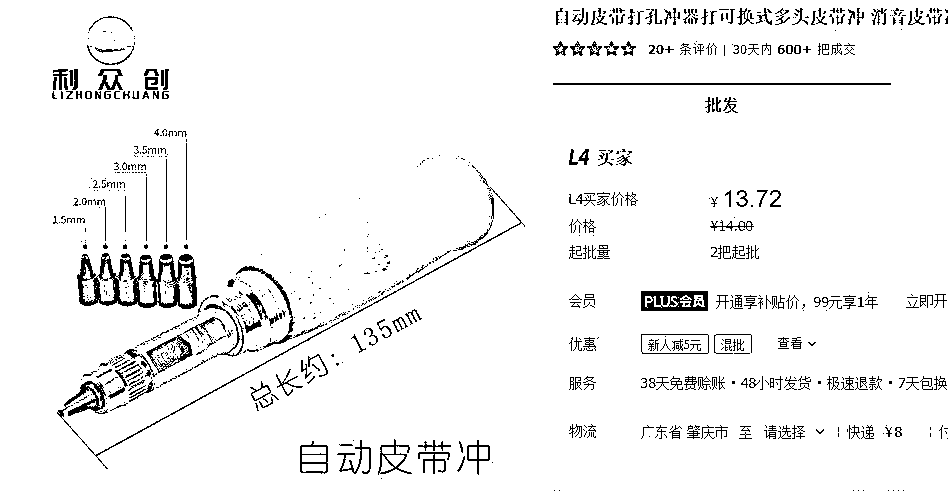 利众创
LIZHONGCHUANG
4.0mm
3.5mm
3.0mm
2.5mm
2.0mm
1.5mm
总长约：135mm
自动皮带冲
自动皮带打孔冲器打可换式多头皮带冲 消音皮带
20+ 条评价 | 30天内 600+ 把成交
批发
L4 买家
L4买家价格 ¥ 13.72
价格 ¥14.00
起批量 2把起批
会员 PLUS会员 开通享补贴价，99元享1年 立即开
优惠 新人减5元 混批 查看
服务 38天免费赊账·48小时发货·极速退款·7天包换
物流 广东省 肇庆市 至 请选择 快递 ¥8